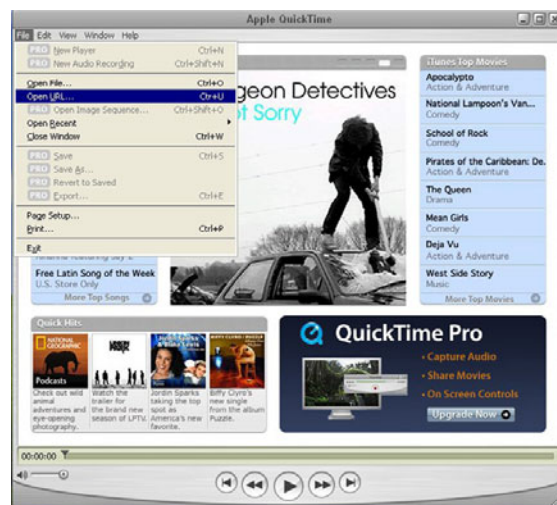 Apple QuickTime
File Edit View Window Help
PRO New Player Ctrl+N
PRO New Audio Recording Ctrl+Shift+N
Open File... Ctrl+O
Open URL... Ctrl+U
PRO Open Image Sequence... Ctrl+Shift+O
Open Recent
Close Window Ctrl+W
PRO Save Ctrl+S
PRO Save As...
PRO Revert to Saved
PRO Export... Ctrl+E
Page Setup...
Print... Ctrl+P
Exit
geon Detectives
t Sorry
iTunes Top Movies
Apocalypto
Action & Adventure
National Lampoon's Van...
Comedy
School of Rock
Comedy
Pirates of the Caribbean: De.
Action & Adventure
The Queen
Drama
Mean Girls
Comedy
Deja Vu
Action & Adventure
West Side Story
Music
More Top Movies
Free Latin Song of the Week
U.S. Store Only
More Top Songs
Quick Hits
NATIONAL GEOGRAPHIC
Podcasts
Check out wild
animal
adventures and
eye-opening
photography.
Watch the
trailer for
the brand new
season of LPTV.
Jordin Sparks
taking the top
spot as
America's new
favorite.
Biffy Clyro's
new single
from the album
Puzzle.
QuickTime Pro
• Capture Audio
• Share Movies
• On Screen Controls
Upgrade Now
00:00:00